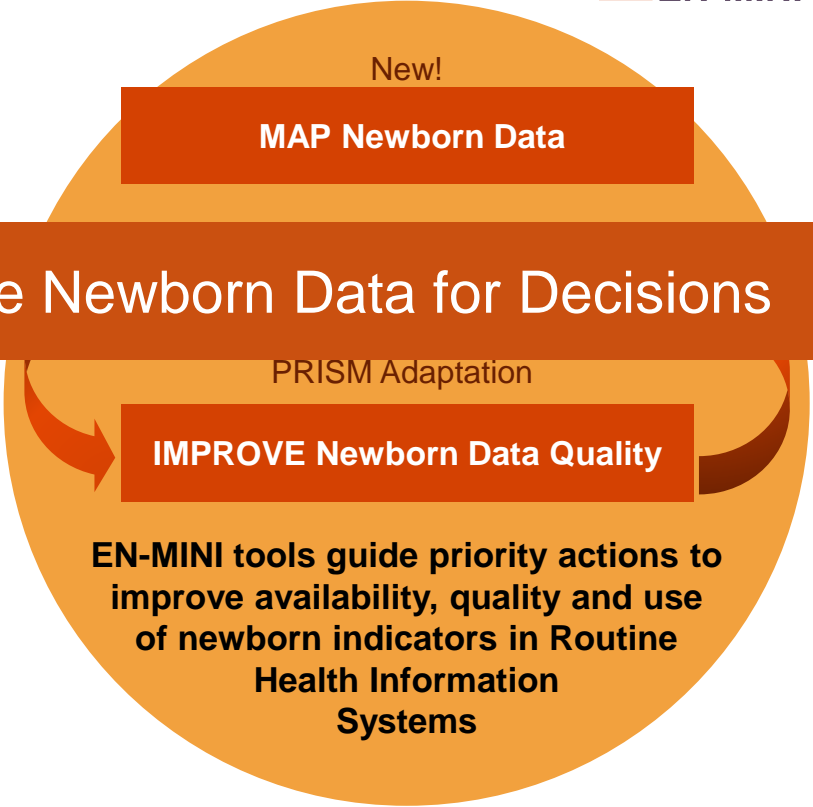 New!
MAP Newborn Data
e Newborn Data for Decisions
PRISM Adaptation
IMPROVE Newborn Data Quality
EN-MINI tools guide priority actions to
improve availability, quality and use
of newborn indicators in Routine
Health Information
Systems